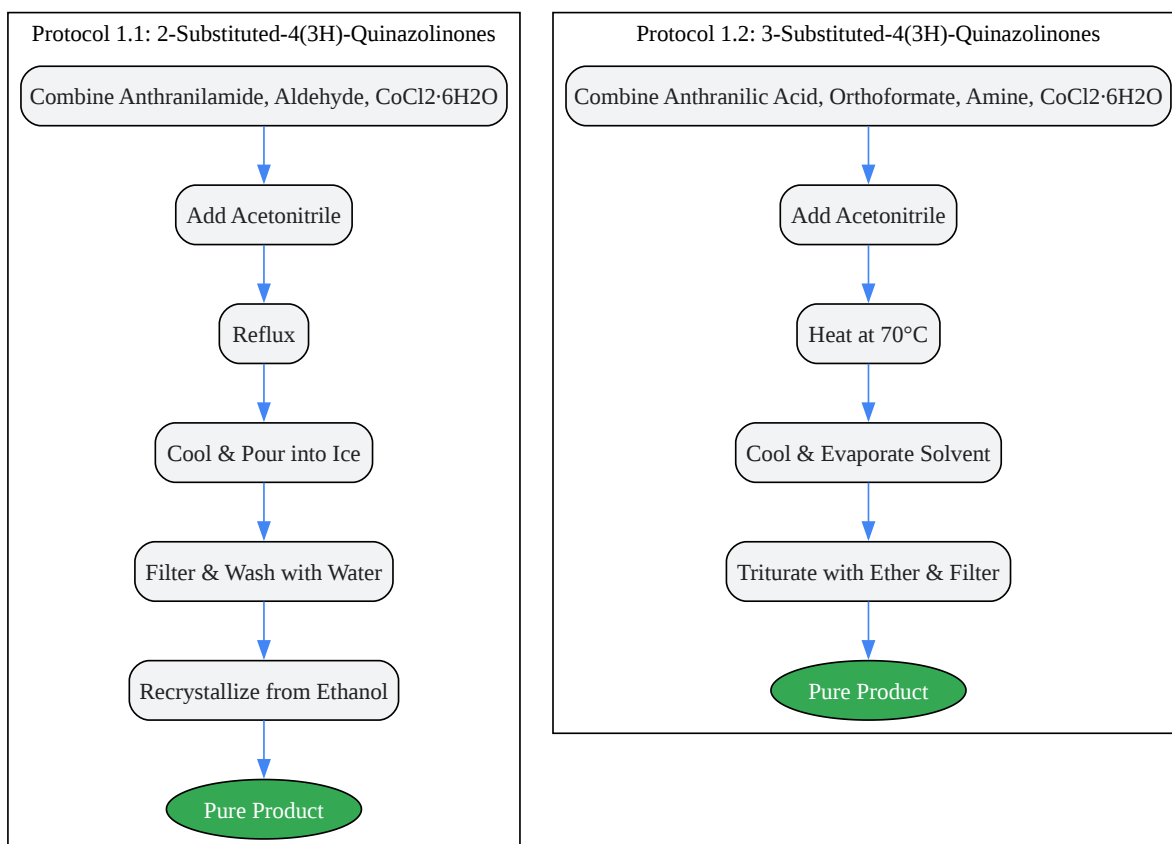 Protocol 1.1: 2-Substituted-4(3H)-Quinazolinones
Combine Anthranilamide, Aldehyde, CoCl2·6H2O
Add Acetonitrile
Reflux
Cool & Pour into Ice
Filter & Wash with Water
Recrystallize from Ethanol
Pure Product
Protocol 1.2: 3-Substituted-4(3H)-Quinazolinones
Combine Anthranilic Acid, Orthoformate, Amine, CoCl2·6H2O
Add Acetonitrile
Heat at 70°C
Cool & Evaporate Solvent
Triturate with Ether & Filter
Pure Product